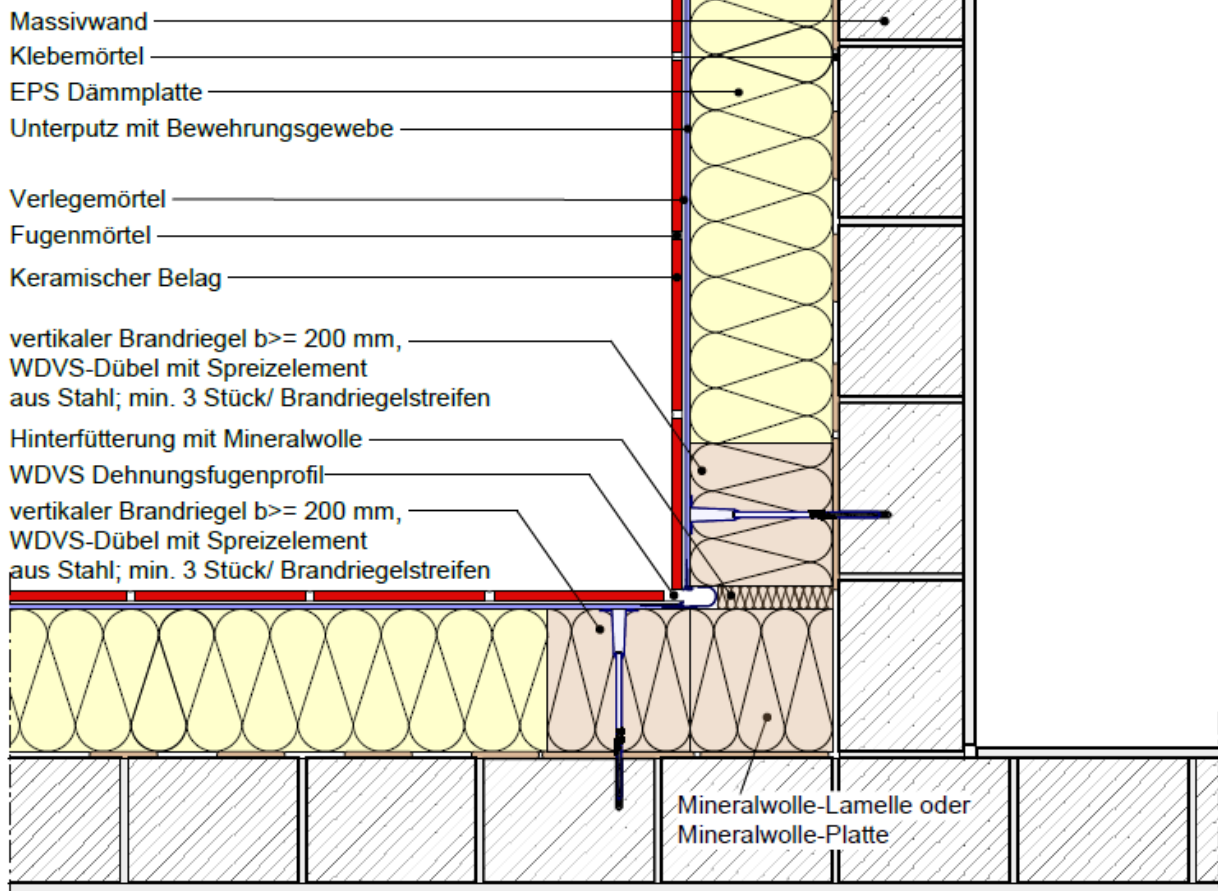 Massivwand
Klebemörtel
EPS Dämmplatte
Unterputz mit Bewehrungsgewebe
Verlegemörtel
Fugenmörtel
Keramischer Belag
vertikaler Brandriegel b>= 200 mm,
WDVS-Dübel mit Spreizelement
aus Stahl; min. 3 Stück/ Brandriegelstreifen
Hinterfütterung mit Mineralwolle
WDVS Dehnungsfugenprofil
vertikaler Brandriegel b>= 200 mm,
WDVS-Dübel mit Spreizelement
aus Stahl; min. 3 Stück/ Brandriegelstreifen
Mineralwolle-Lamelle oder
Mineralwolle-Platte